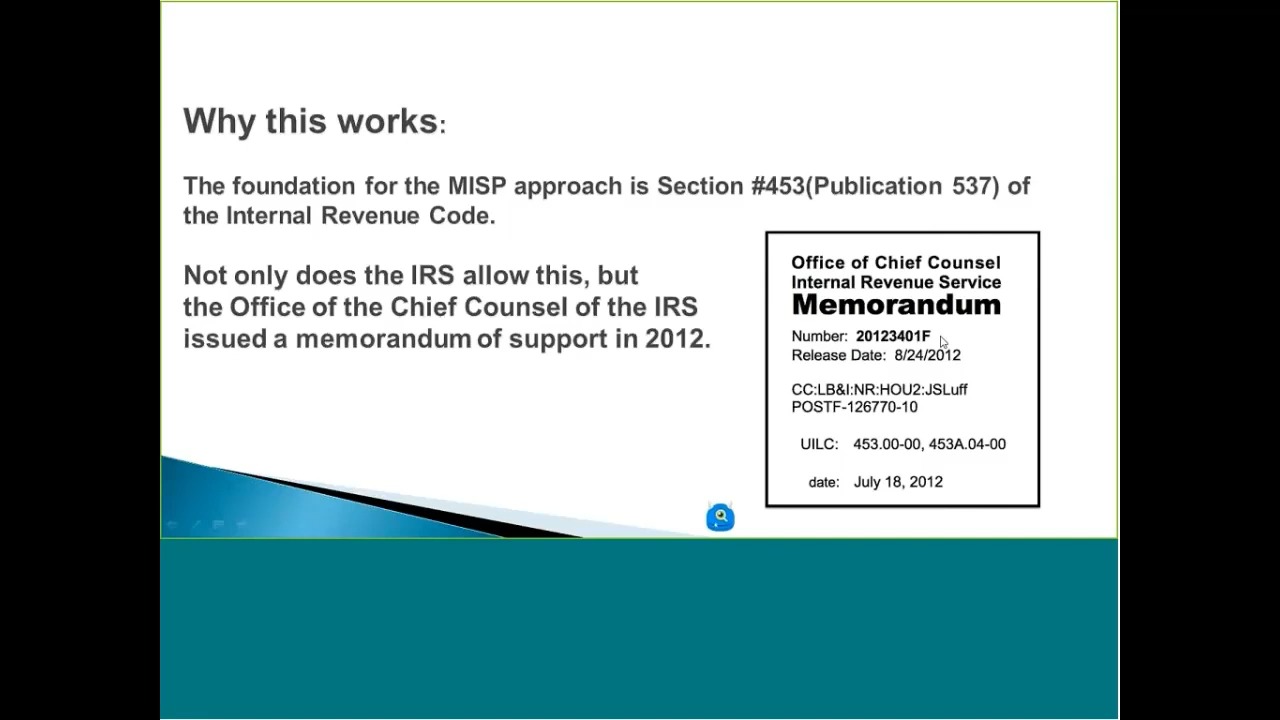 Why this works:
The foundation for the MISP approach is Section #453(Publication 537) of
the Internal Revenue Code.
Not only does the IRS allow this, but
the Office of the Chief Counsel of the IRS
issued a memorandum of support in 2012.
Office of Chief Counsel
Internal Revenue Service
Memorandum
Number: 20123401F
Release Date: 8/24/2012
CC:LB&I:NR:HOU2:JSLuff
POSTF-126770-10
UILC: 453.00-00, 453A.04-00
date: July 18, 2012